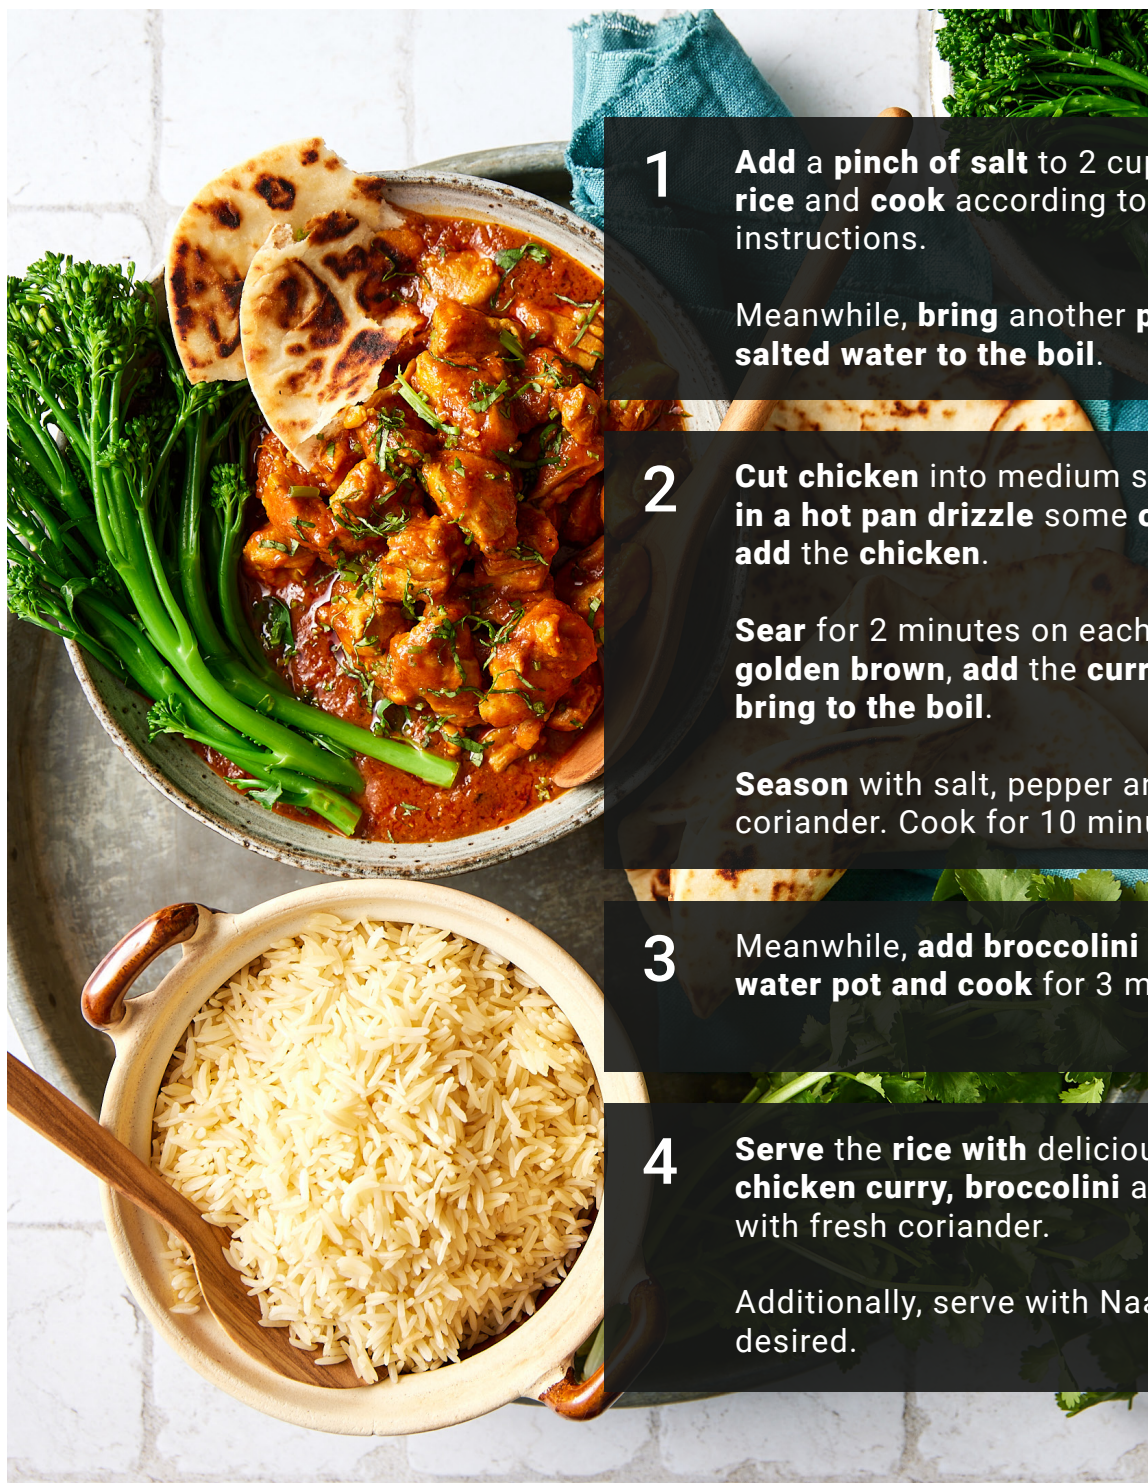 1
Add a pinch of salt to 2 cup
rice and cook according to
instructions.
Meanwhile, bring another p
salted water to the boil.
2
Cut chicken into medium s
in a hot pan drizzle some
add the chicken.
Sear for 2 minutes on each
golden brown, add the curr
bring to the boil.
Season with salt, pepper
coriander. Cook for 10 minu
3
Meanwhile, add broccolini
water pot and cook for 3 m
4
Serve the rice with deliciou
chicken curry, broccolini a
with fresh coriander.
Additionally, serve with Naa
desired.